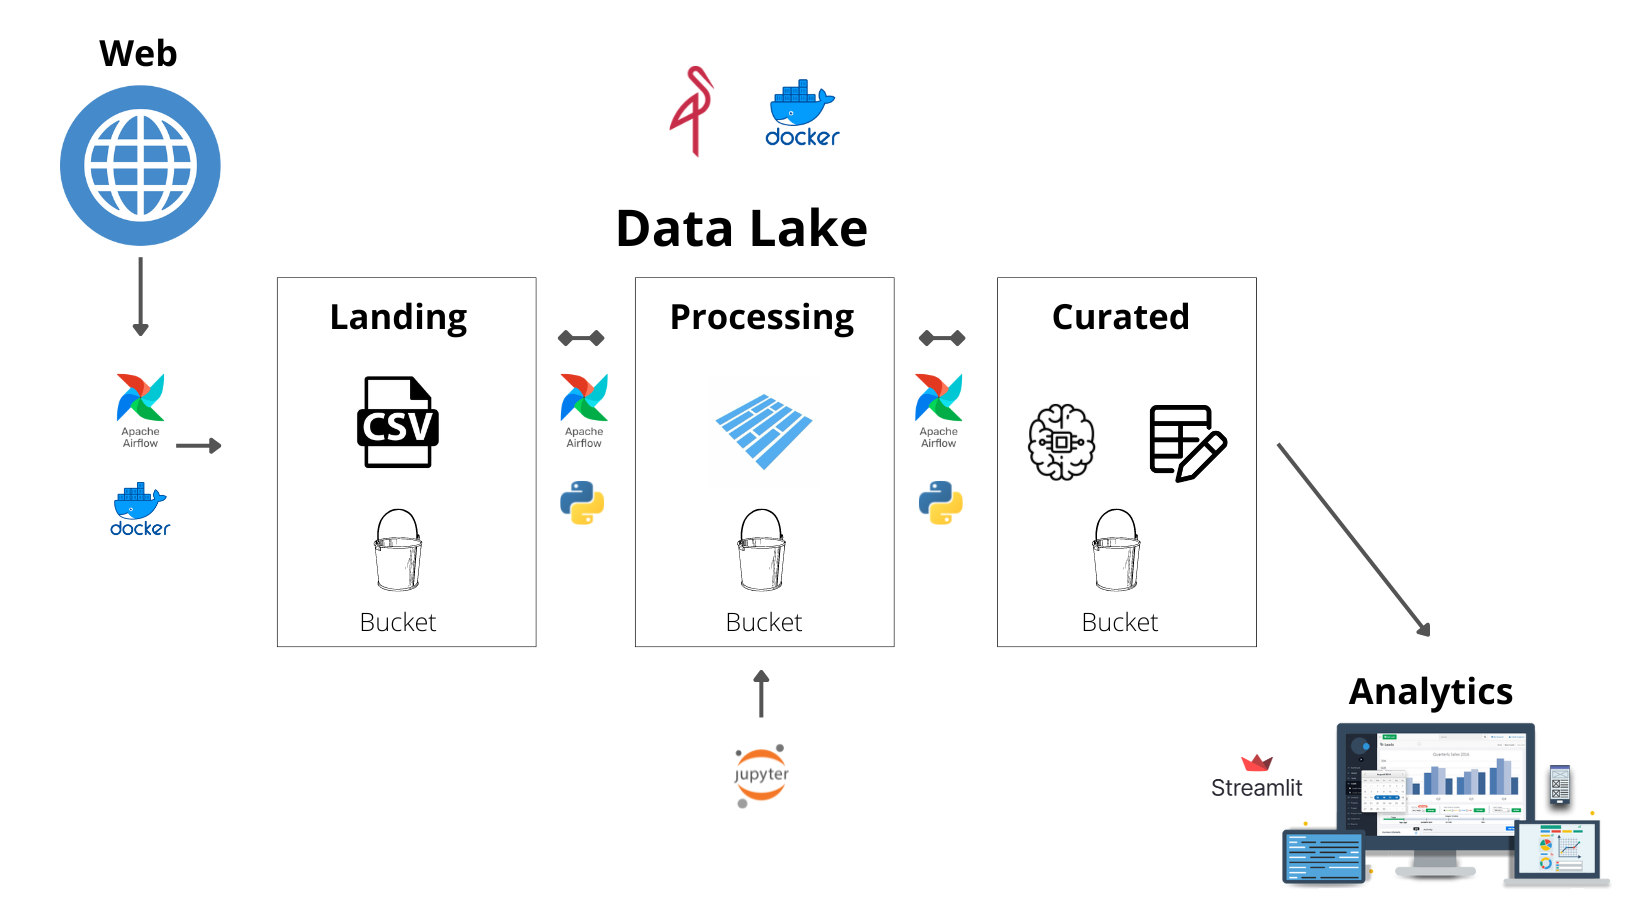 Web
docker
Data Lake
Landing
Processing
Curated
CSV
Apache
Airflow
Apache
Airflow
Apache
Airflow
docker
Bucket
Bucket
Bucket
jupyter
Analytics
Streamlit